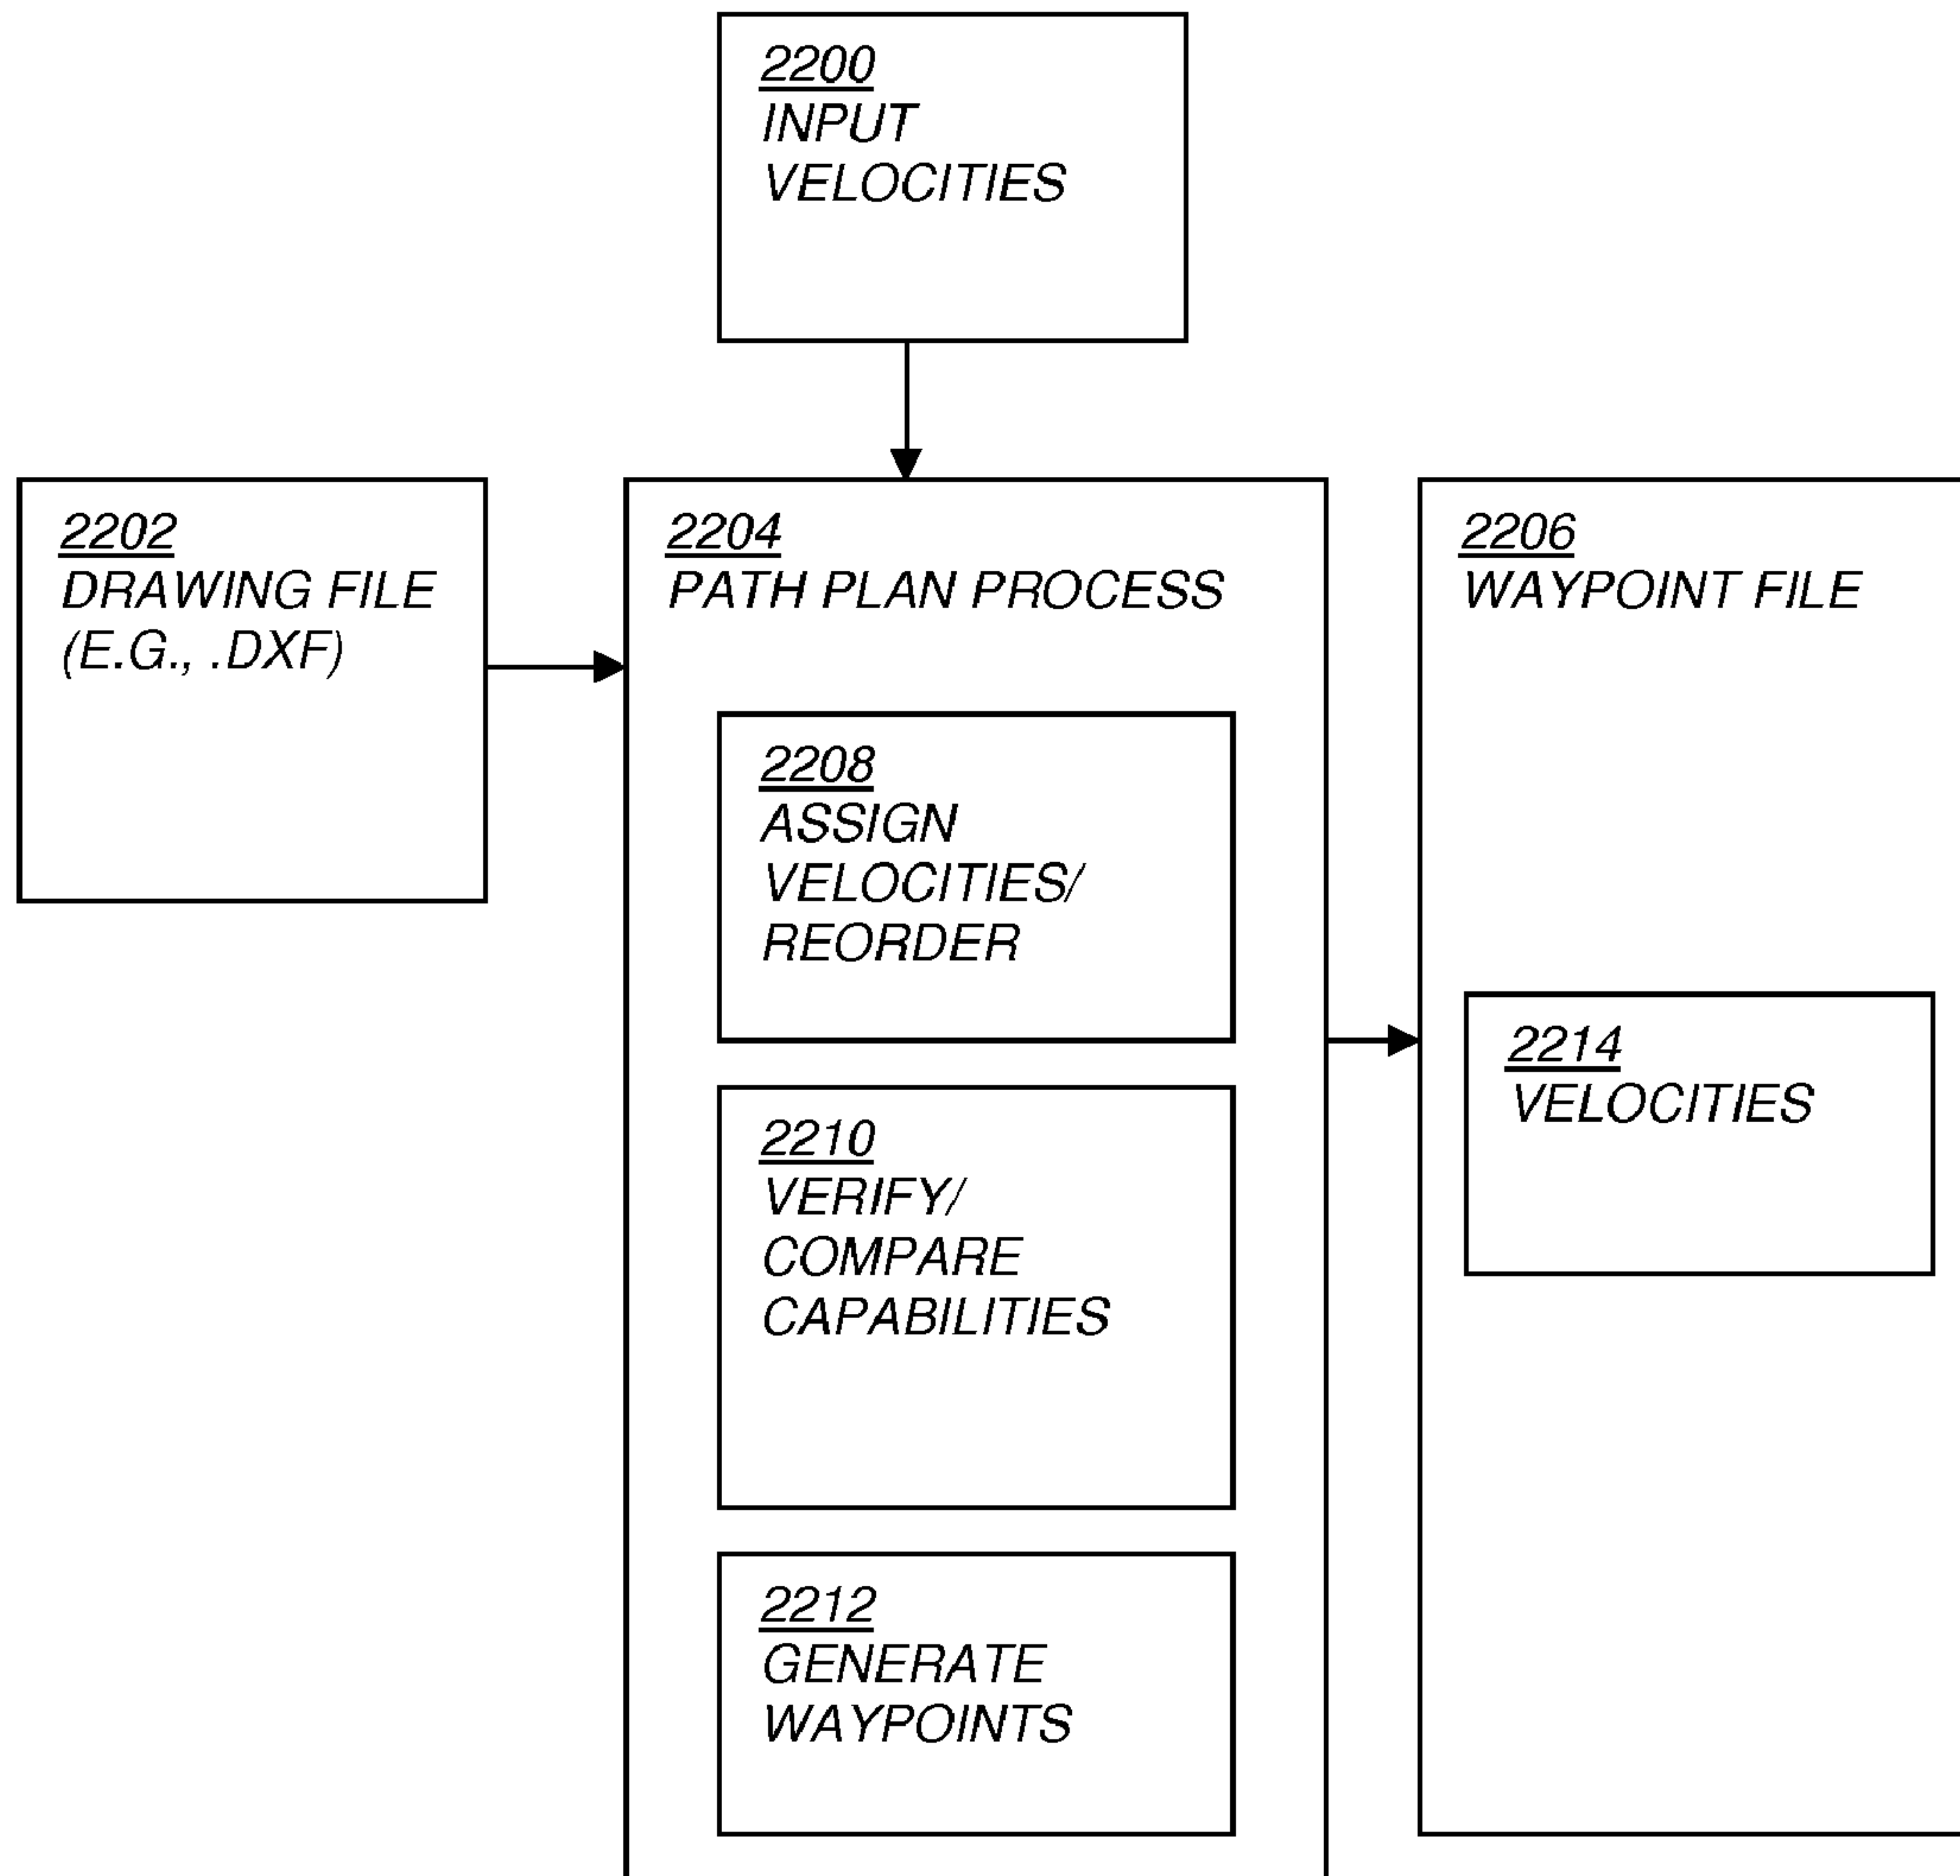 2200
INPUT
VELOCITIES
2202
DRAWING FILE
(E.G., .DXF)
2204
PATH PLAN PROCESS
2208
ASSIGN
VELOCITIES/
REORDER
2210
VERIFY/
COMPARE
CAPABILITIES
2212
GENERATE
WAYPOINTS
2206
WAYPOINT FILE
2214
VELOCITIES